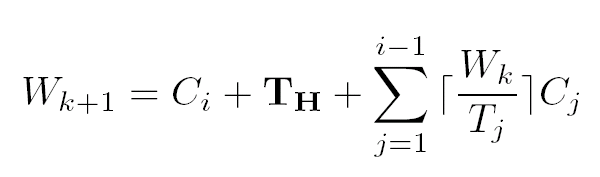 W_{k+1} = C_i + \mathbf{T_H} + \sum_{j=1}^{i-1} \lceil \frac{W_k}{T_j} \rceil C_j